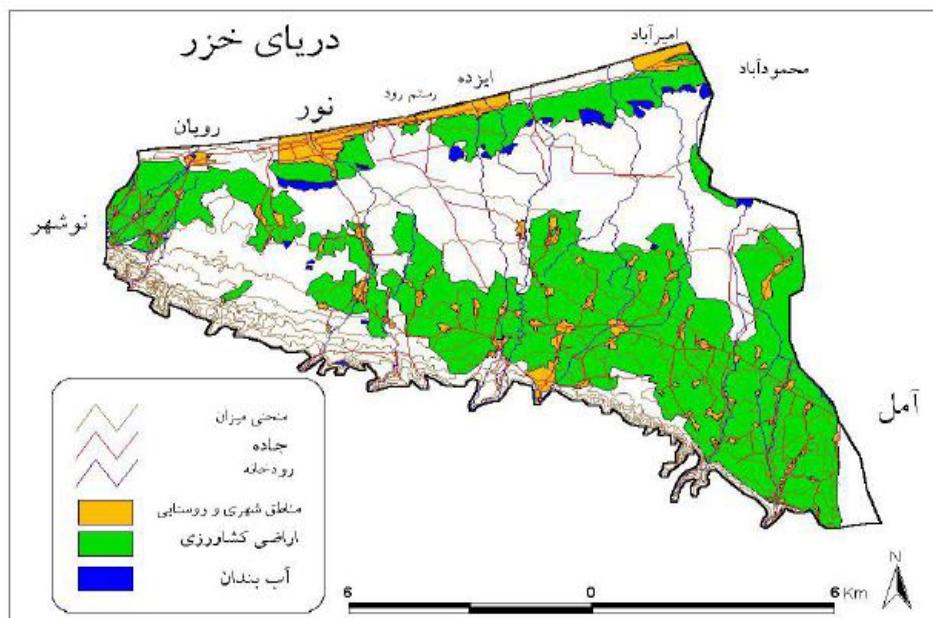 دریای خزر
امیرآباد
محمودآباد
ایزده
رستم رود
نور
رویان
نوشهر
آمل
منحنی میزان
جاده
رودخانه
مناطق شهری و روستایی
اراضی کشاورزی
آب بندان
N
6 0 6 Km